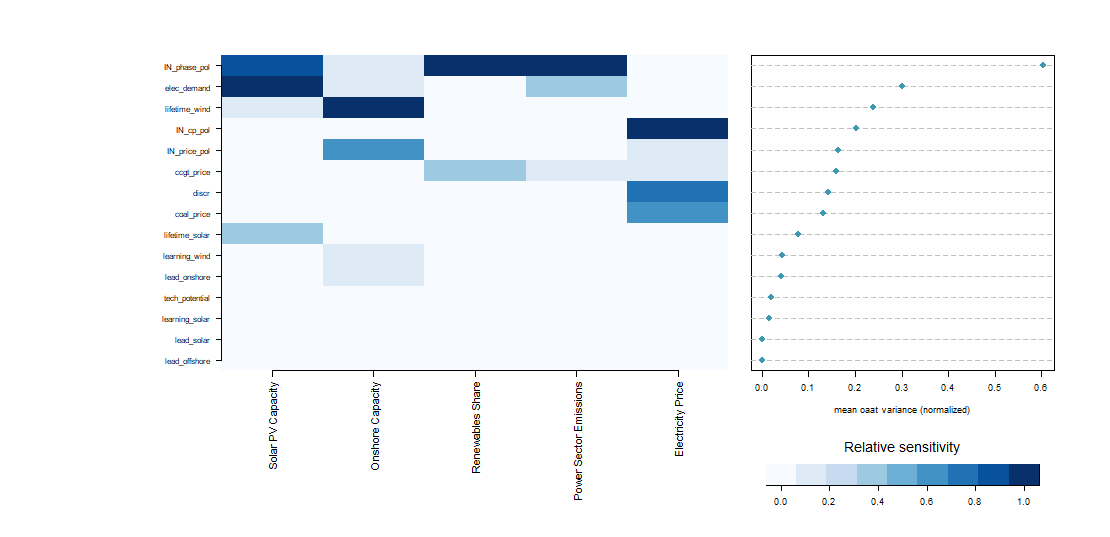 IN_phase_pol
elec_demand
lifetime_wind
IN_cp_pol
IN_price_pol
ccgt_price
discr
coal_price
lifetime_solar
learning_wind
lead_onshore
tech_potential
learning_solar
lead_solar
lead_offshore
Solar PV Capacity
Onshore Capacity
Renewables Share
Power Sector Emissions
Electricity Price
0.0 0.1 0.2 0.3 0.4 0.5 0.6
mean oaat variance (normalized)
Relative sensitivity
0.0 0.2 0.4 0.6 0.8 1.0